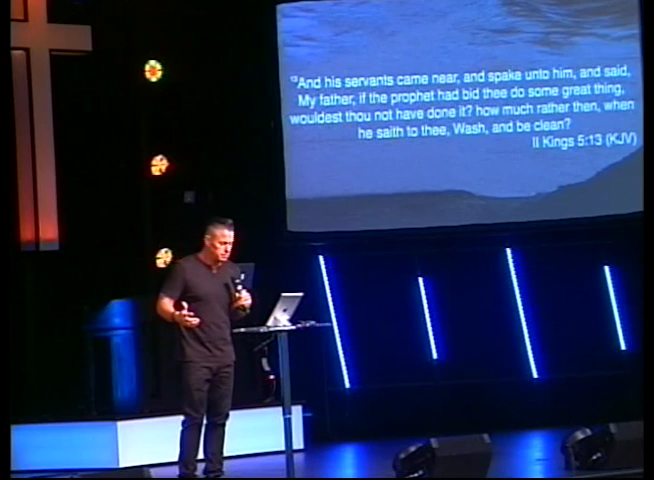 ¹³And his servants came near, and spake unto him, and said,
My father, if the prophet had bid thee do some great thing,
wouldest thou not have done it? how much rather then, when
he saith to thee, Wash, and be clean?
II Kings 5:13 (KJV)